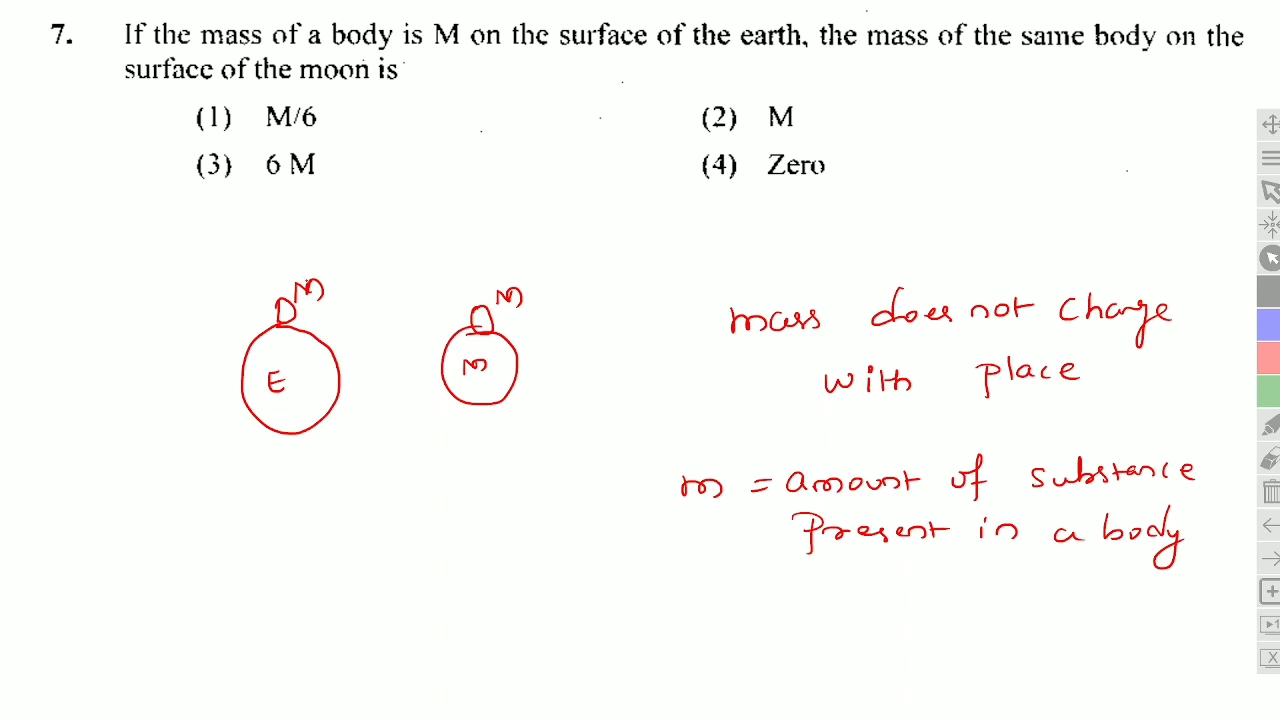 7. If the mass of a body is M on the surface of the earth, the mass of the same body on the
surface of the moon is
(1) M/6 (2) M
(3) 6 M (4) Zero
m m
E m
mass does not change
with place
m = amount of substance
Present in a body